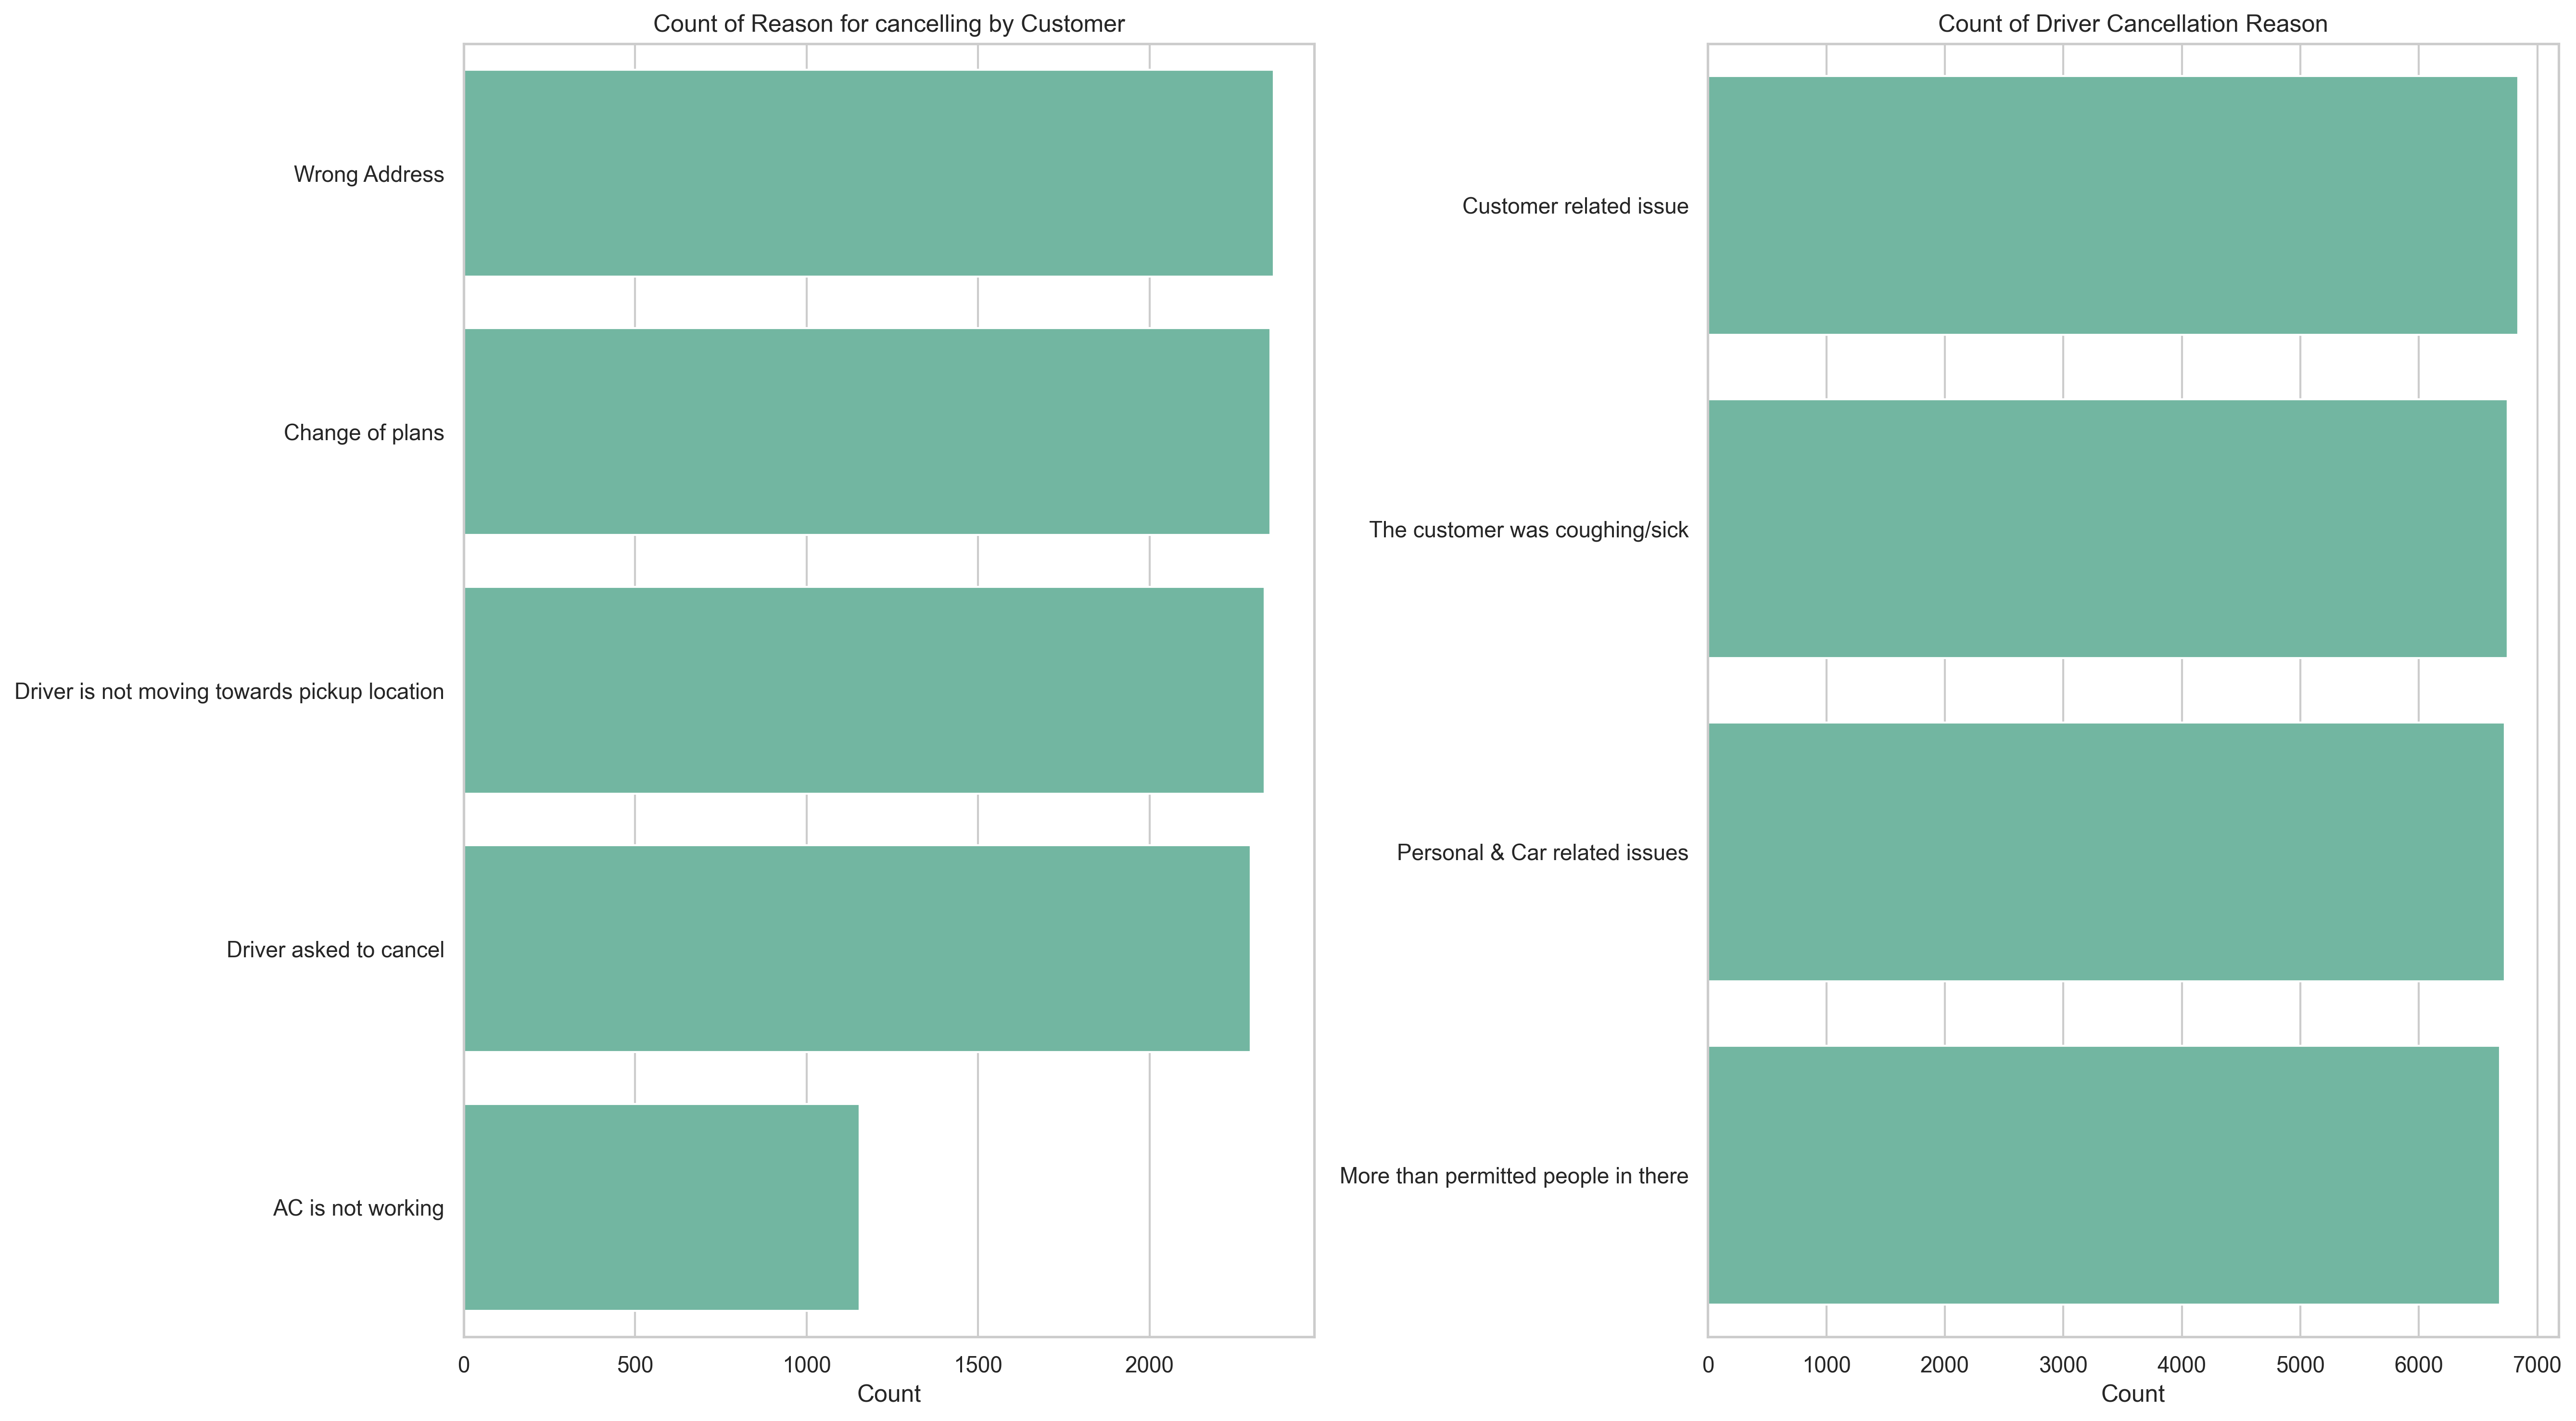 Count of Reason for cancelling by Customer
Wrong Address
Change of plans
Driver is not moving towards pickup location
Driver asked to cancel
AC is not working
0 500 1000 1500 2000
Count
Count of Driver Cancellation Reason
Customer related issue
The customer was coughing/sick
Personal & Car related issues
More than permitted people in there
0 1000 2000 3000 4000 5000 6000 7000
Count